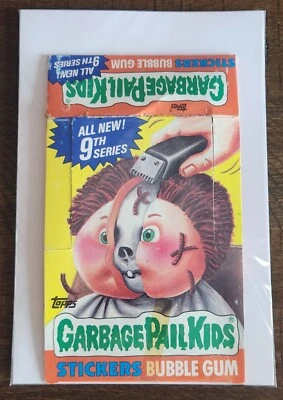 STICKERS BUBBLE GUM
GARBAGE PAIL KIDS®
ALL NEW!
9TH SERIES
Topps
ALL NEW!
9TH
SERIES
Topps
GARBAGE PAIL KIDS®
STICKERS BUBBLE GUM